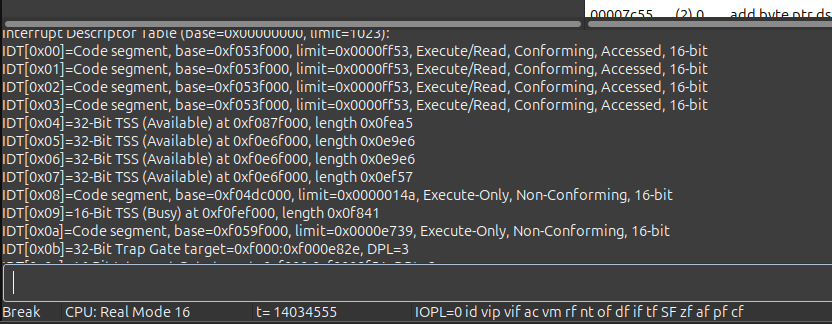 00007c55 (2) 0 add byte ptr ds
Interrupt Descriptor Table (base=0x00000000, limit=1023):
IDT[0x00]=Code segment, base=0xf053f000, limit=0x0000ff53, Execute/Read, Conforming, Accessed, 16-bit
IDT[0x01]=Code segment, base=0xf053f000, limit=0x0000ff53, Execute/Read, Conforming, Accessed, 16-bit
IDT[0x02]=Code segment, base=0xf053f000, limit=0x0000ff53, Execute/Read, Conforming, Accessed, 16-bit
IDT[0x03]=Code segment, base=0xf053f000, limit=0x0000ff53, Execute/Read, Conforming, Accessed, 16-bit
IDT[0x04]=32-Bit TSS (Available) at 0xf087f000, length 0x0fea5
IDT[0x05]=32-Bit TSS (Available) at 0xf0e6f000, length 0x0e9e6
IDT[0x06]=32-Bit TSS (Available) at 0xf0e6f000, length 0x0e9e6
IDT[0x07]=32-Bit TSS (Available) at 0xf0e6f000, length 0x0ef57
IDT[0x08]=Code segment, base=0xf04dc000, limit=0x0000014a, Execute-Only, Non-Conforming, 16-bit
IDT[0x09]=16-Bit TSS (Busy) at 0xf0fef000, length 0x0f841
IDT[0x0a]=Code segment, base=0xf059f000, limit=0x0000e739, Execute-Only, Non-Conforming, 16-bit
IDT[0x0b]=32-Bit Trap Gate target=0xf000:0xf000e82e, DPL=3
Break CPU: Real Mode 16 t= 14034555 IOPL=0 id vip vif ac vm rf nt of df if tf SF zf af pf cf